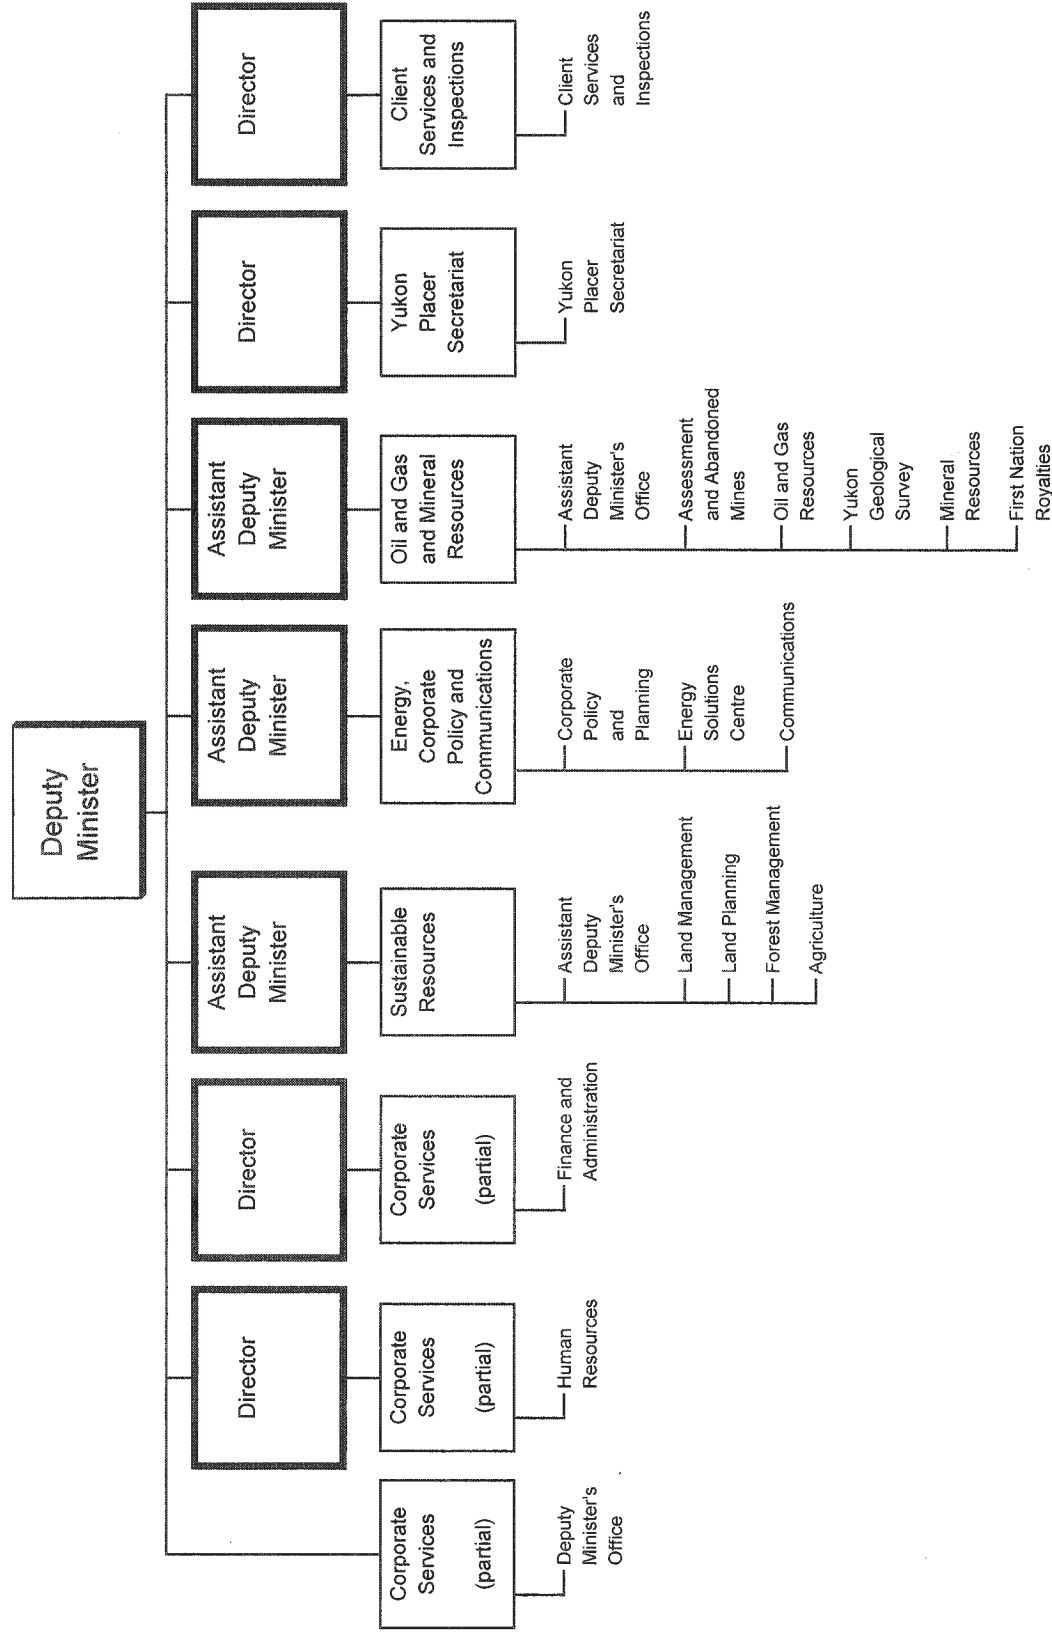 Deputy
Minister
Corporate
Services
(partial)
Deputy
Minister's
Office
Director
Corporate
Services
(partial)
Human
Resources
Director
Corporate
Services
(partial)
Finance and
Administration
Assistant
Deputy
Minister
Sustainable
Resources
Assistant
Deputy
Minister's
Office
Land Management
Land Planning
Forest Management
Agriculture
Assistant
Deputy
Minister
Energy,
Corporate
Policy and
Communications
Corporate
Policy
and
Planning
Energy
Solutions
Centre
Communications
Assistant
Deputy
Minister
Oil and Gas
and Mineral
Resources
Assistant
Deputy
Minister's
Office
Assessment
and Abandoned
Mines
Oil and Gas
Resources
Yukon
Geological
Survey
Mineral
Resources
First Nation
Royalties
Director
Yukon
Placer
Secretariat
Yukon
Placer
Secretariat
Director
Client
Services and
Inspections
Client
Services
and
Inspections